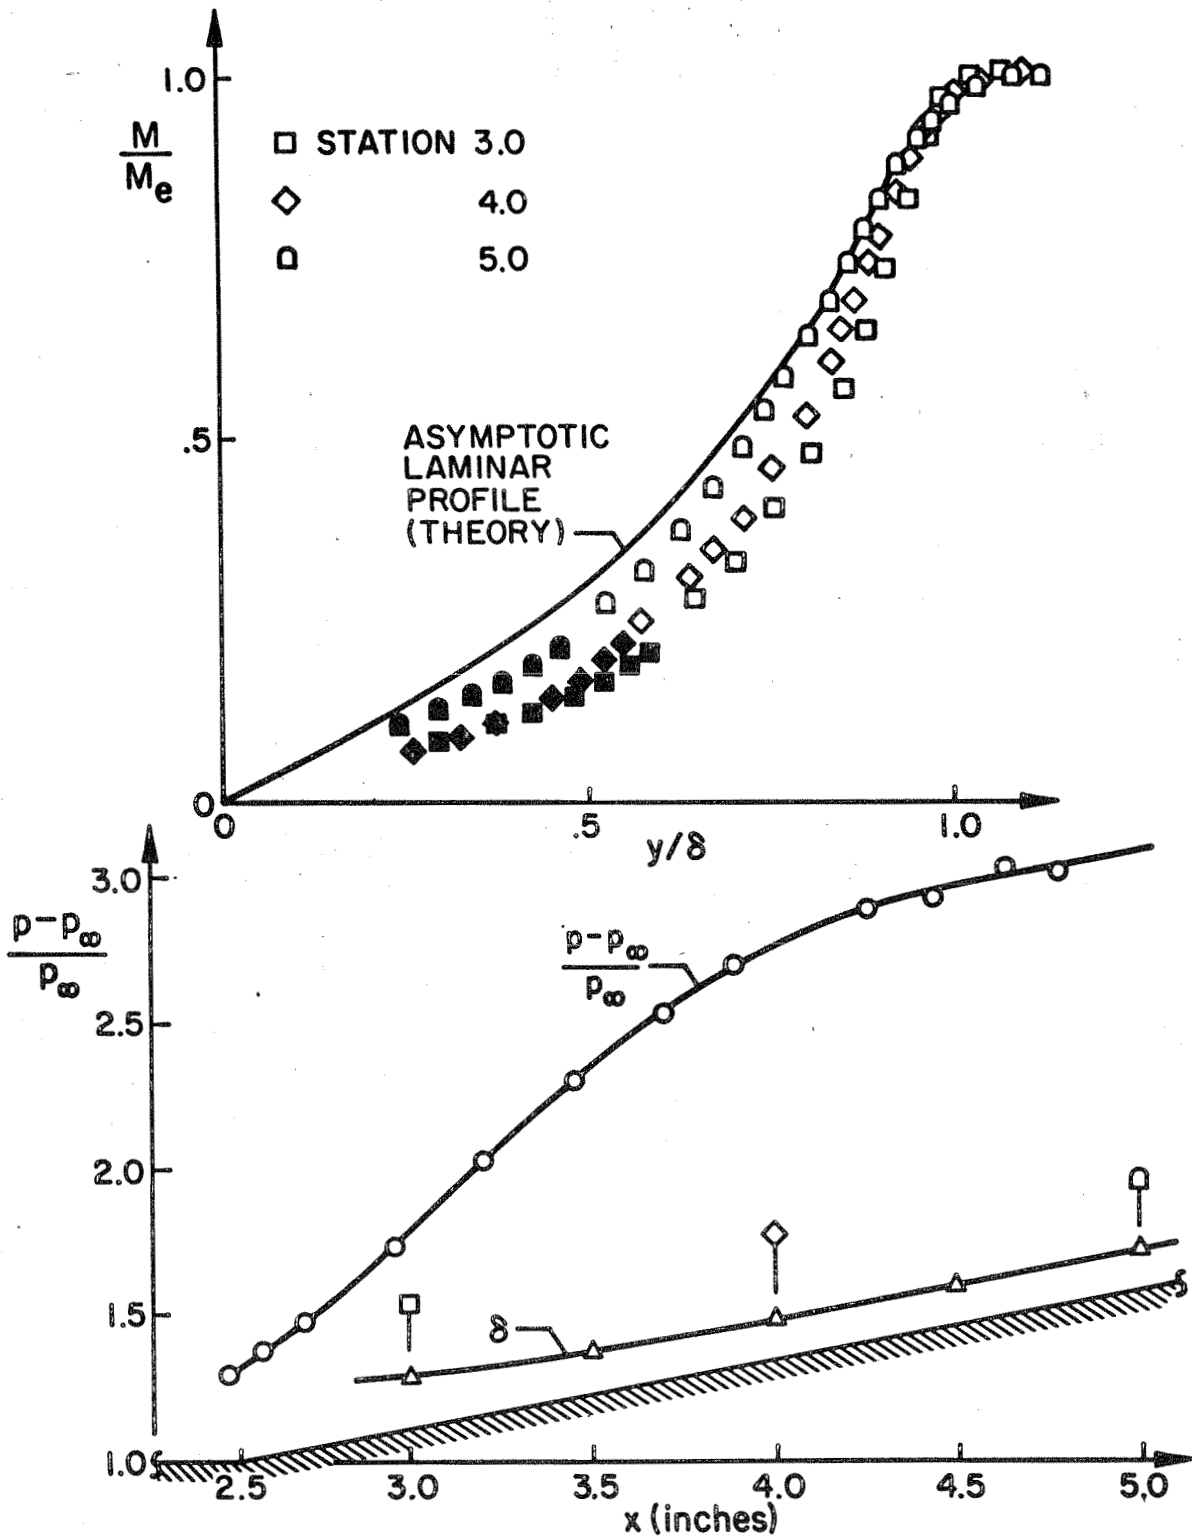 1.0
M
Me
STATION 3.0
4.0
5.0
.5
ASYMPTOTIC
LAMINAR
PROFILE
(THEORY)
0
0 .5 1.0
y/δ
3.0
p-p∞
p∞
p-p∞
p∞
2.5
2.0
1.5
δ
1.0
2.5 3.0 3.5 4.0 4.5 5.0
x (inches)